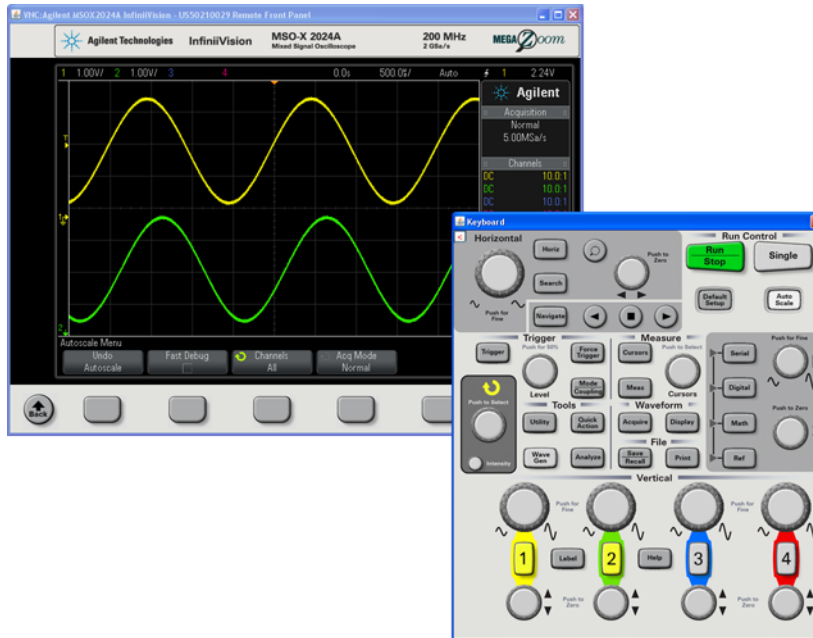 VNC:Agilent MSOX2024A InfiniiVision - US50210029 Remote Front Panel
Agilent Technologies InfiniiVision MSO-X 2024A 200 MHz MEGA Zoom
Mixed Signal Oscilloscope 2 GSa/s
1 1.00V/ 2 1.00V/ 3 4 0.0s 500.0 Auto 1 2.24V
T
1
2
Agilent
Acquisition
Normal
5.00MSa/s
Channels
DC 10.0:1
DC 10.0:1
DC 10.0:1
Autoscale Menu
Undo Autoscale
Fast Debug
Channels All
Acq Mode Normal
Back
Keyboard
Horizontal
Horiz
Push to Zero
Search
Push for Fine
Navigate
Run Control
Run Stop
Single
Default Setup
Auto Scale
Trigger
Push for 50%
Trigger
Force Trigger
Level
Mode Coupling
Measure
Push to Select
Cursors
Meas
Cursors
Push for Fine
Serial
Digital
Push to Zero
Math
Ref
Push to Select
Intensity
Tools
Utility
Quick Action
Wave Gen
Analyze
Waveform
Acquire
Display
File
Save Recall
Print
Vertical
Push for Fine
Push for Fine
1
Label
2
Help
3
4
Push to Zero
Push to Zero